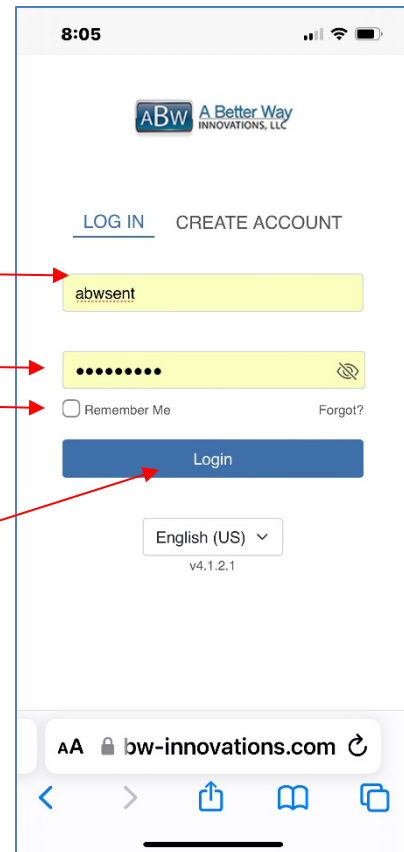 8:05
ABW A Better Way
INNOVATIONS, LLC
LOG IN CREATE ACCOUNT
abwsent
•••••••••
Remember Me Forgot?
Login
English (US)
v4.1.2.1
AA bw-innovations.com